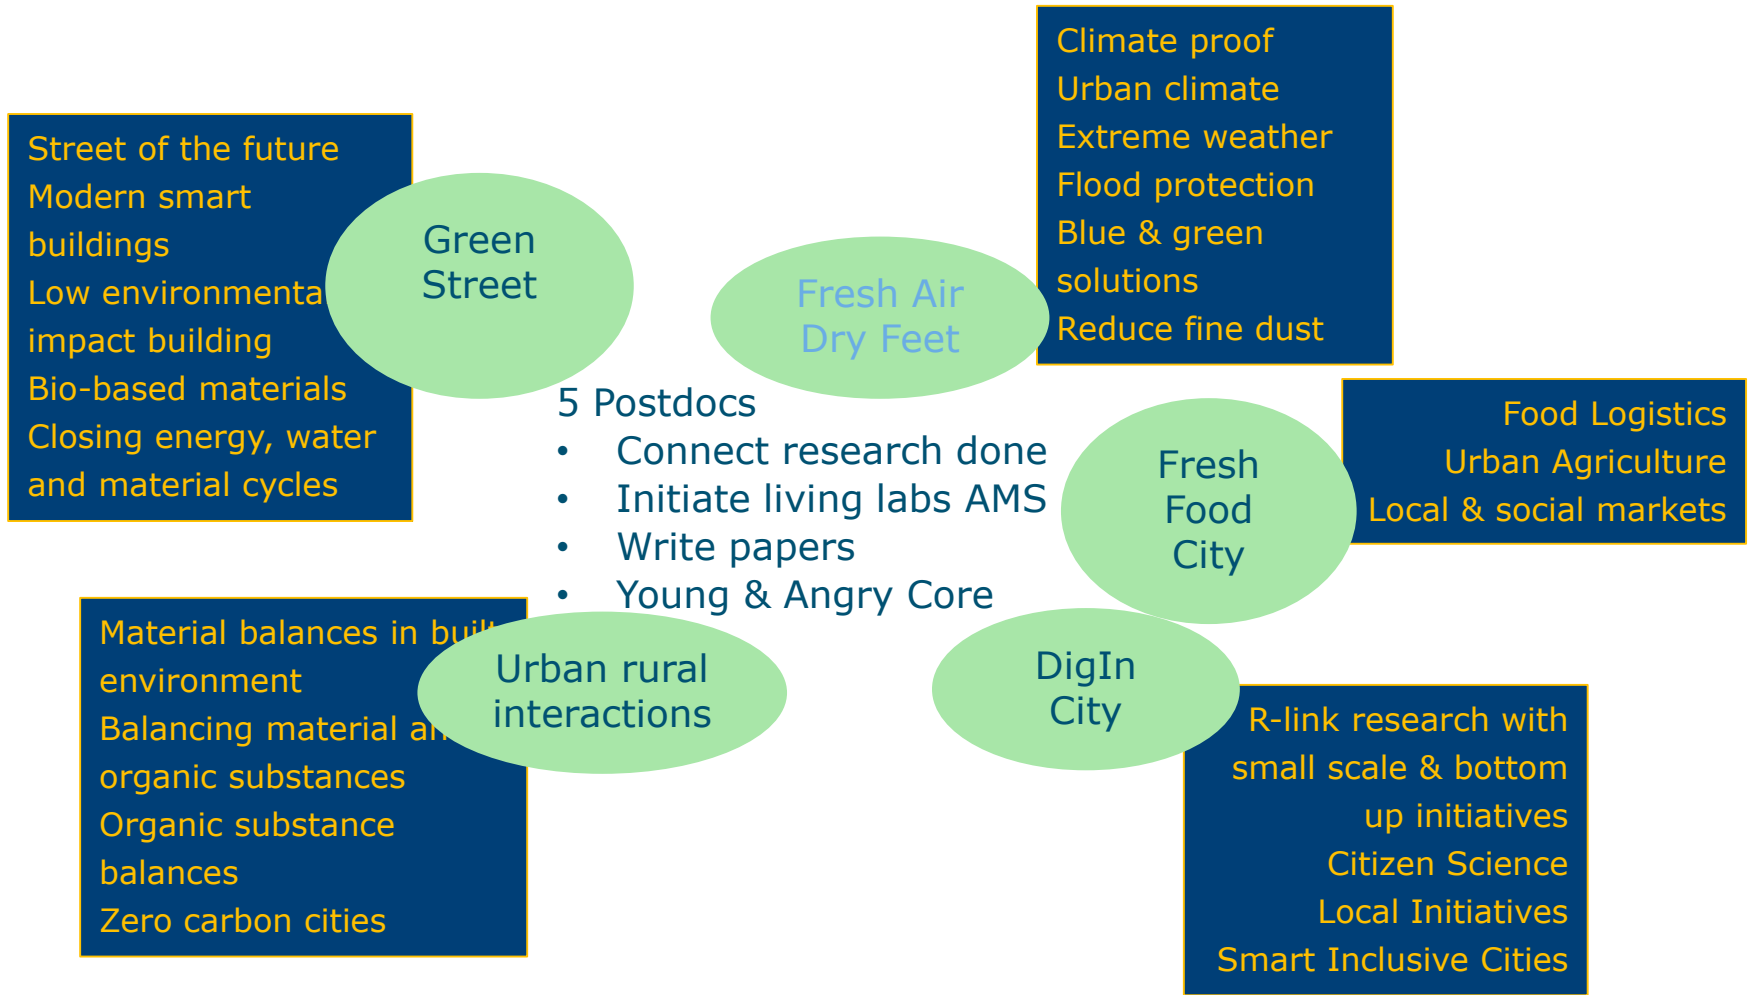 Street of the future
Modern smart
buildings
Low environmenta
impact building
Bio-based materials
Closing energy, water
and material cycles
Green
Street
Fresh Air
Dry Feet
Climate proof
Urban climate
Extreme weather
Flood protection
Blue & green
solutions
Reduce fine dust
5 Postdocs
• Connect research done
• Initiate living labs AMS
• Write papers
• Young & Angry Core
Fresh
Food
City
Food Logistics
Urban Agriculture
Local & social markets
Material balances in built
environment
Balancing material an
organic substances
Organic substance
balances
Zero carbon cities
Urban rural
interactions
DigIn
City
R-link research with
small scale & bottom
up initiatives
Citizen Science
Local Initiatives
Smart Inclusive Cities